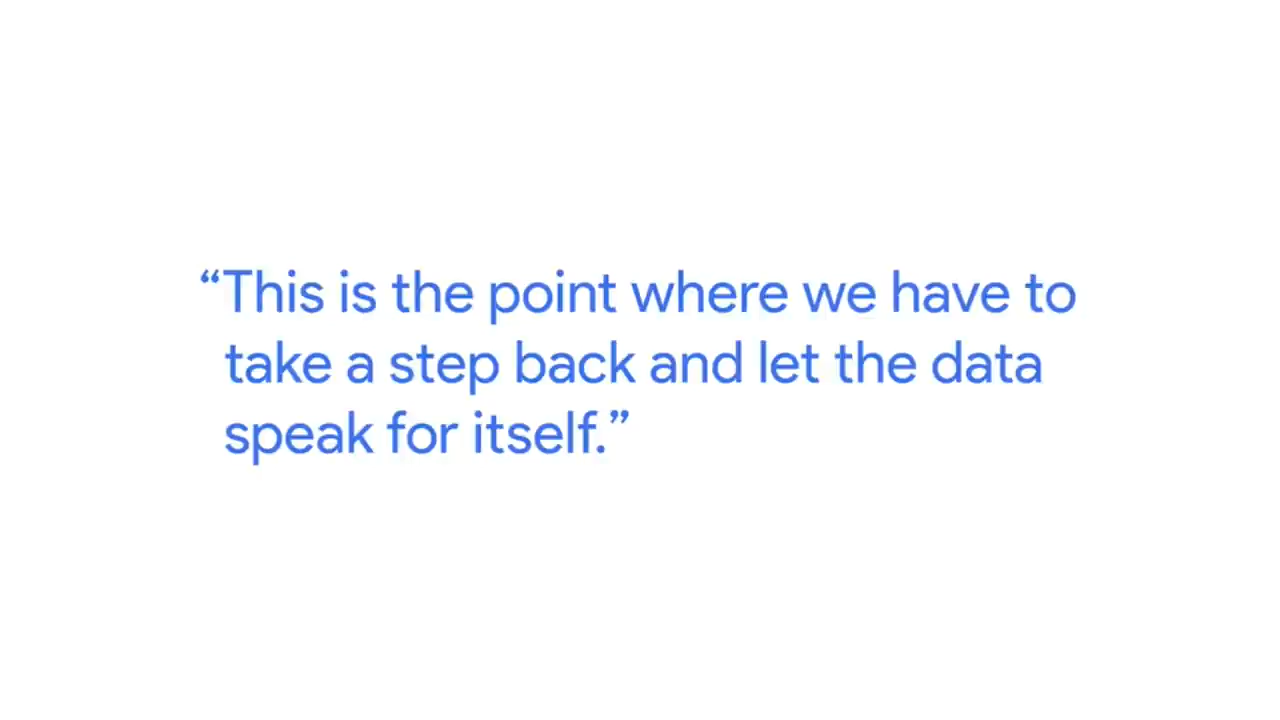 “This is the point where we have to
take a step back and let the data
speak for itself.”